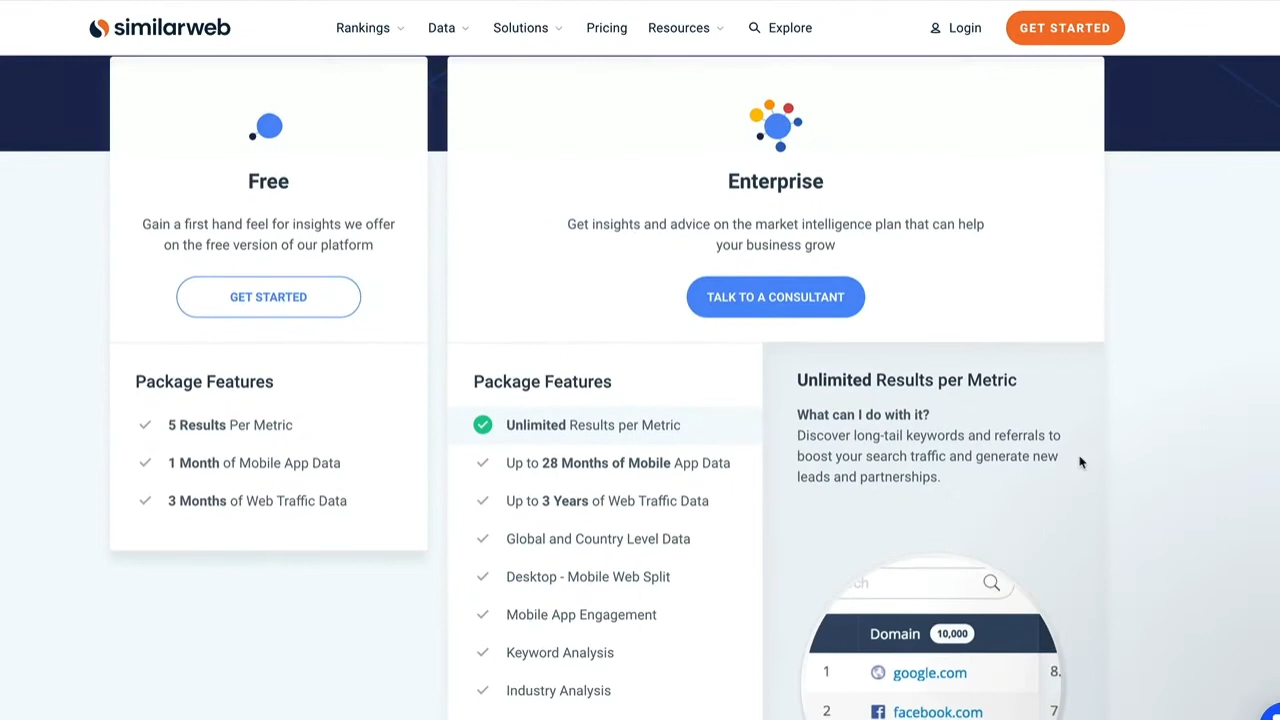 similarweb
Rankings
Data
Solutions
Pricing
Resources
Explore
Login
GET STARTED
Free
Gain a first hand feel for insights we offer
on the free version of our platform
GET STARTED
Package Features
5 Results Per Metric
1 Month of Mobile App Data
3 Months of Web Traffic Data
Enterprise
Get insights and advice on the market intelligence plan that can help
your business grow
TALK TO A CONSULTANT
Package Features
Unlimited Results per Metric
Up to 28 Months of Mobile App Data
Up to 3 Years of Web Traffic Data
Global and Country Level Data
Desktop - Mobile Web Split
Mobile App Engagement
Keyword Analysis
Industry Analysis
Unlimited Results per Metric
What can I do with it?
Discover long-tail keywords and referrals to
boost your search traffic and generate new
leads and partnerships.
ch
Domain 10,000
1 google.com 8.
2 facebook.com 7